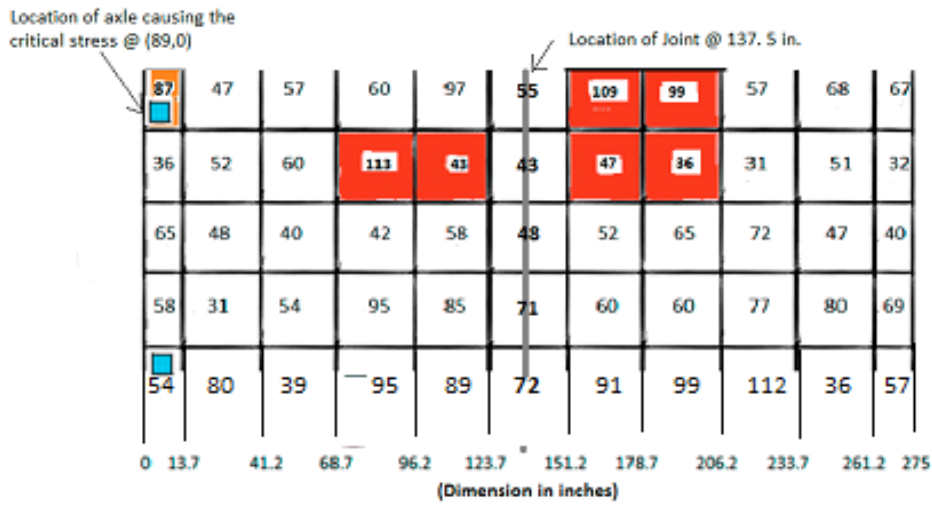 Location of axle causing the
critical stress @ (89,0)
Location of Joint @ 137. 5 in.
87 47 57 60 97 55 109 99 57 68 67
36 52 60 113 43 43 47 36 31 51 32
65 48 40 42 58 48 52 65 72 47 40
58 31 54 95 85 71 60 60 77 80 69
54 80 39 95 89 72 91 99 112 36 57
0 13.7 41.2 68.7 96.2 123.7 151.2 178.7 206.2 233.7 261.2 275
(Dimension in inches)